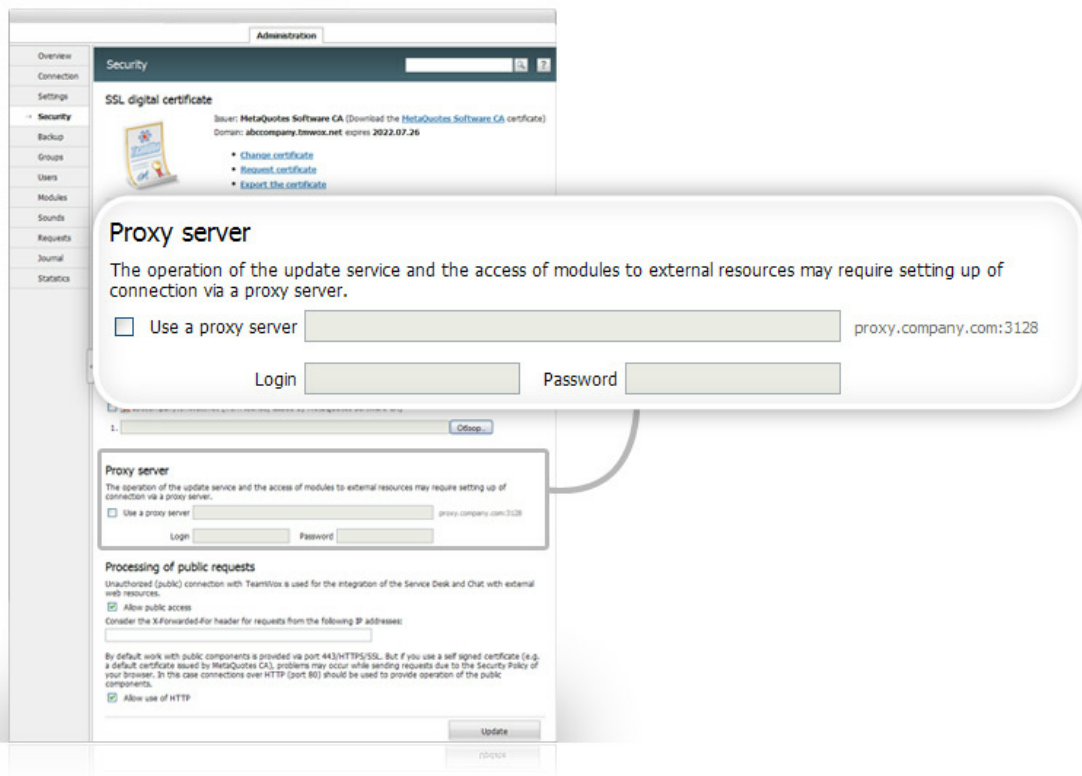 Administration
Overview
Connection
Settings
Security
Backup
Groups
Users
Modules
Sounds
Requests
Journal
Statistics
Security
?
SSL digital certificate
Issuer: MetaQuotes Software CA (Download the MetaQuotes Software CA certificate)
Domain: abccompany.tmwox.net expires 2022.07.26
Change certificate
Request certificate
Export the certificate
Proxy server
The operation of the update service and the access of modules to external resources may require setting up of
connection via a proxy server.
Use a proxy server proxy.company.com:3128
Login Password
1. Обзор...
Proxy server
The operation of the update service and the access of modules to external resources may require setting up of
connection via a proxy server.
Use a proxy server proxy.company.com:3128
Login Password
Processing of public requests
Unauthorized (public) connection with TeamWox is used for the integration of the Service Desk and Chat with external
web resources.
Allow public access
Consider the X-Forwarded-For header for requests from the following IP addresses:
By default work with public components is provided via port 443/HTTPS/SSL. But if you use a self signed certificate (e.g.
a default certificate issued by MetaQuotes CA), problems may occur while sending requests due to the Security Policy of
your browser. In this case connections over HTTP (port 80) should be used to provide operation of the public
components.
Allow use of HTTP
Update